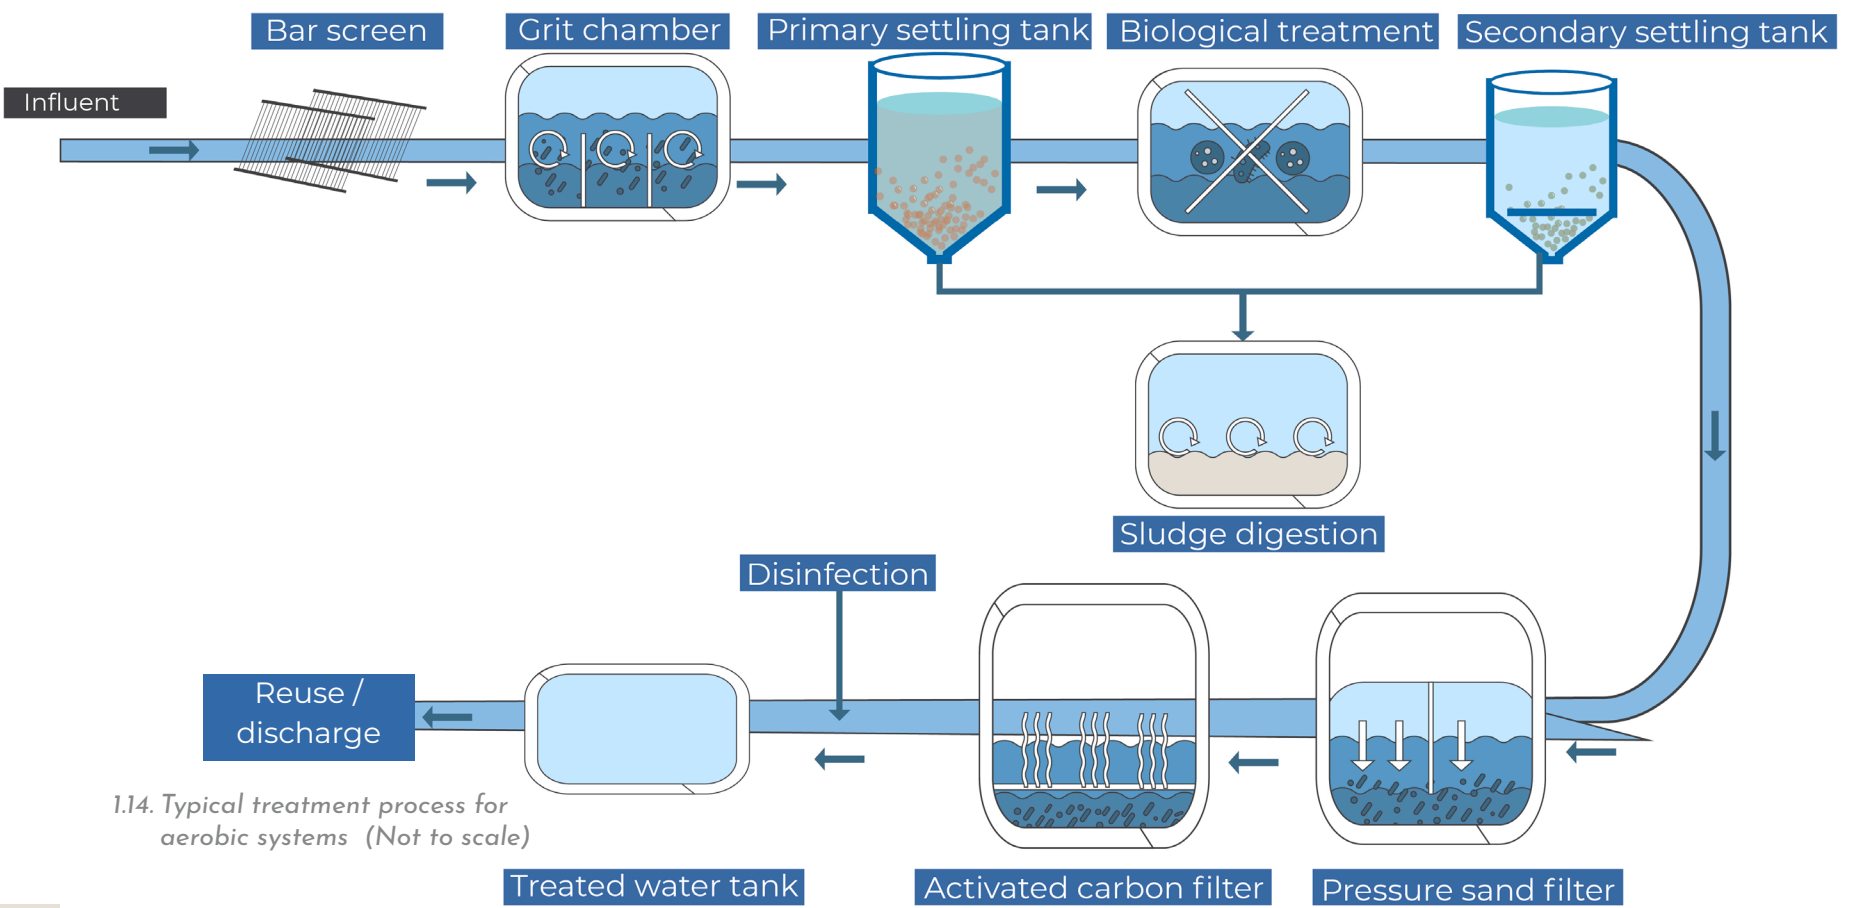 Bar screen
Grit chamber
Primary settling tank
Biological treatment
Secondary settling tank
Influent
Sludge digestion
Disinfection
Reuse /
discharge
1.14. Typical treatment process for
aerobic systems (Not to scale)
Treated water tank
Activated carbon filter
Pressure sand filter